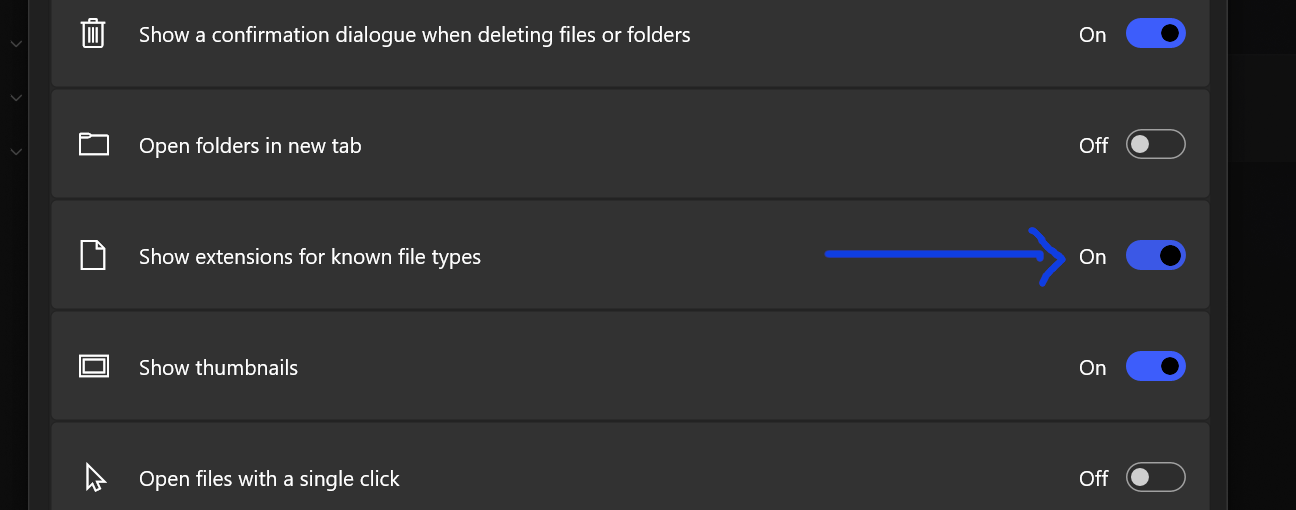 Show a confirmation dialogue when deleting files or folders On
Open folders in new tab Off
Show extensions for known file types On
Show thumbnails On
Open files with a single click Off